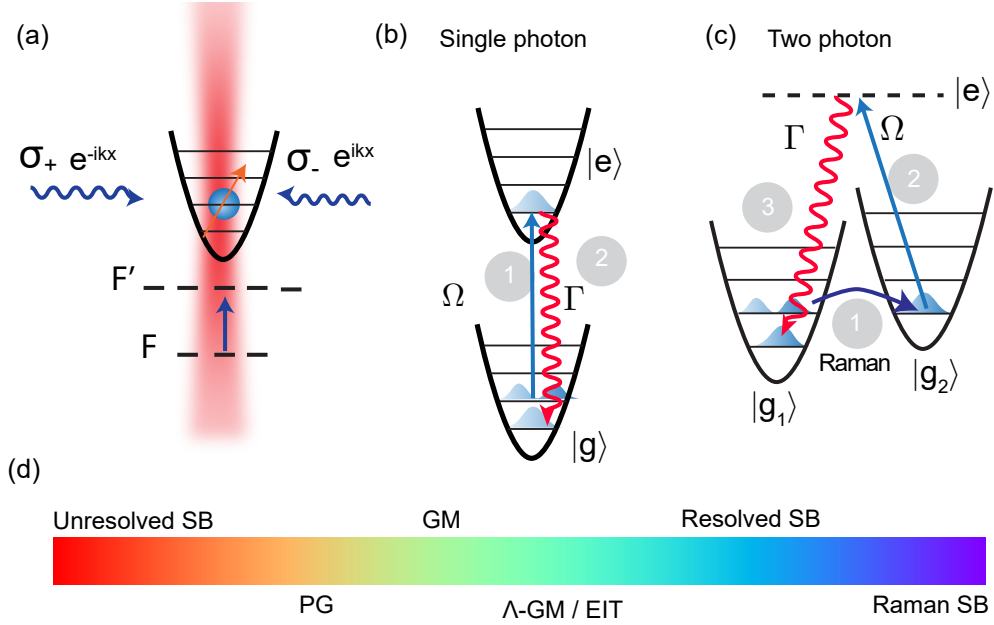 (a)
σ+ e^-ikx
σ- e^ikx
F'
F
(b) Single photon
|e⟩
1
2
Ω
Γ
|g⟩
(c) Two photon
|e⟩
Γ
Ω
3
2
1
Raman
|g₁⟩
|g₂⟩
(d)
Unresolved SB
GM
Resolved SB
PG
Λ-GM / EIT
Raman SB